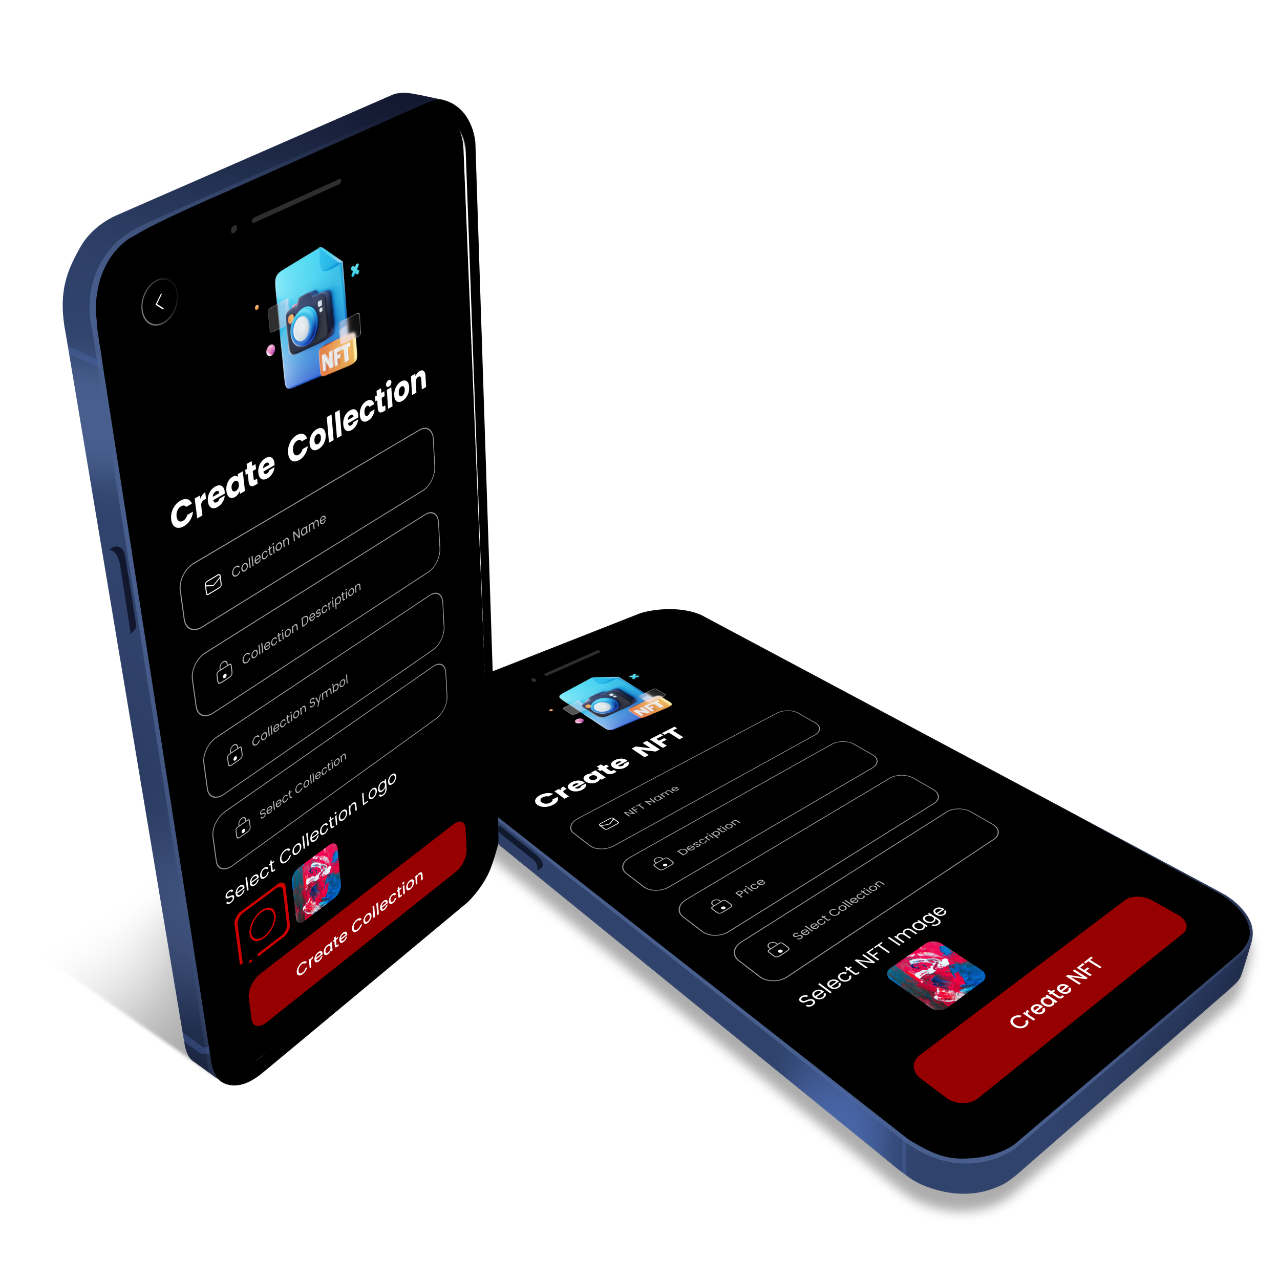 NFT
Create Collection
Collection Name
Collection Description
Collection Symbol
Select Collection
Select Collection Logo
Create Collection
NFT
Create NFT
NFT Name
Description
Price
Select Collection
Select NFT Image
Create NFT